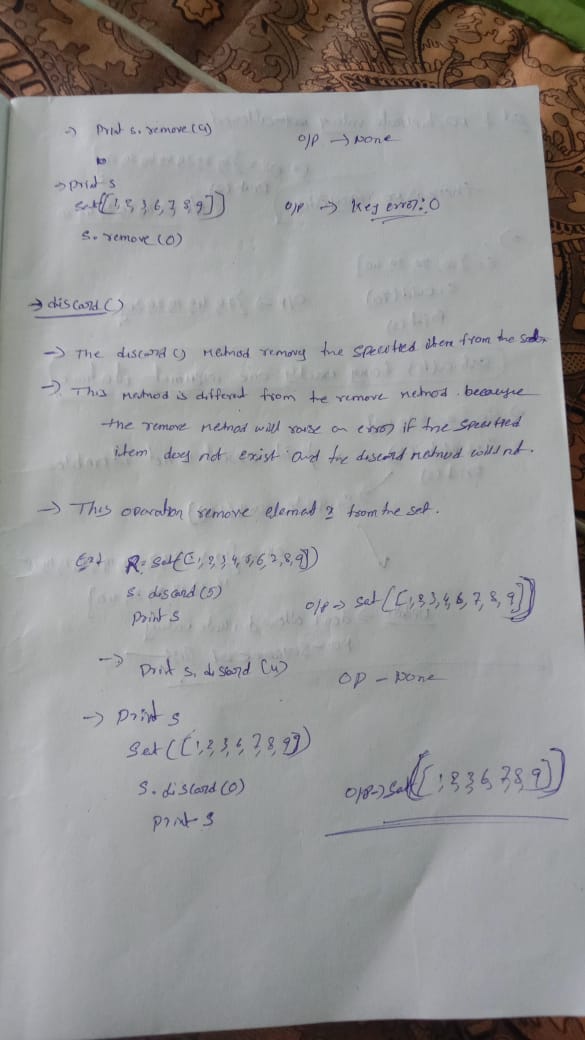 → Print s. remove (4) O/P → None
→ print s
set([1, 2, 3, 6, 7, 8, 9]) O/P → Key error: 0
s. remove (0)
→ discard ()
→ The discard () method remove the specified item from the
→ This method is different from the remove method. because
the remove method will raise an error if the specified
item does not exist and the discard method will not.
→ This operation remove element from the set.
Ex: set([1, 2, 3, 4, 5, 6, 7, 8, 9])
s. discard (5)
print s O/P → set([1, 2, 3, 4, 6, 7, 8, 9])
→ Print s. discard (4) OP - None
→ Print s
set(([1, 2, 3, 6, 7, 8, 9])
s. discard (0) O/P → set([1, 2, 3, 6, 7, 8, 9])
print s